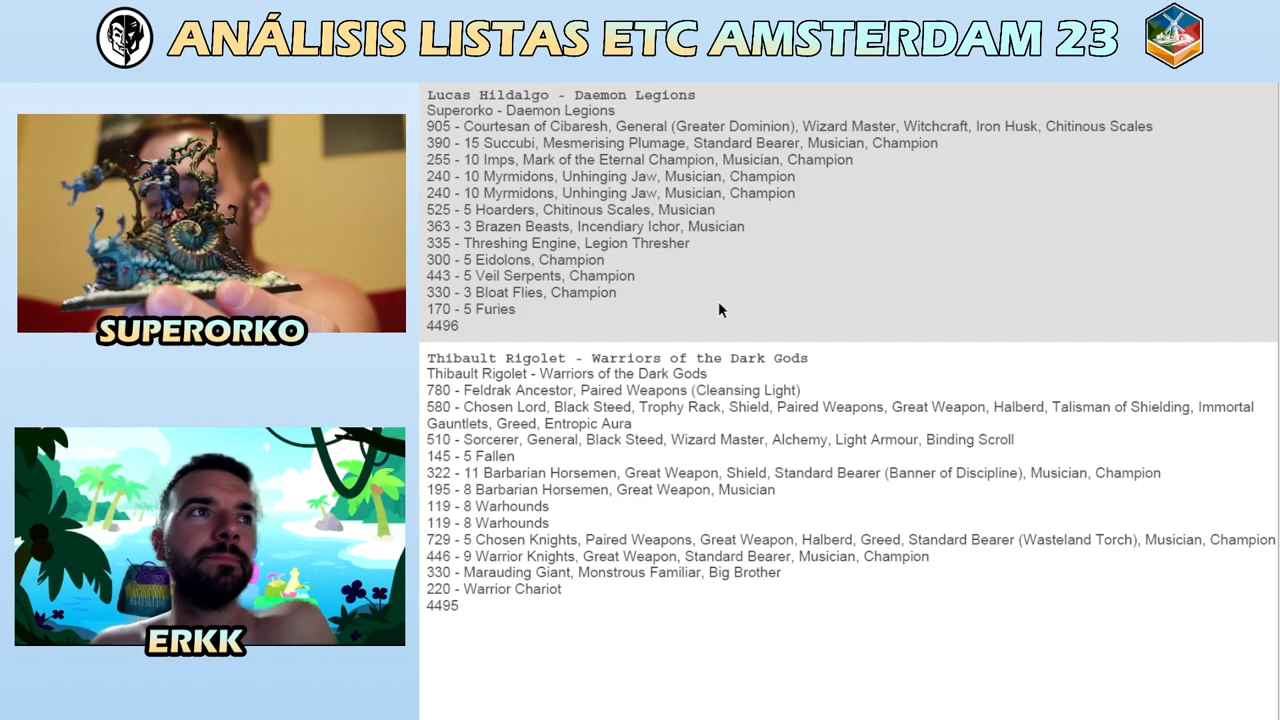 ANÁLISIS LISTAS ETC AMSTERDAM 23
Lucas Hildalgo - Daemon Legions
Superorko - Daemon Legions
905 - Courtesan of Cibaresh, General (Greater Dominion), Wizard Master, Witchcraft, Iron Husk, Chitinous Scales
390 - 15 Succubi, Mesmerising Plumage, Standard Bearer, Musician, Champion
255 - 10 Imps, Mark of the Eternal Champion, Musician, Champion
240 - 10 Myrmidons, Unhinging Jaw, Musician, Champion
240 - 10 Myrmidons, Unhinging Jaw, Musician, Champion
525 - 5 Hoarders, Chitinous Scales, Musician
363 - 3 Brazen Beasts, Incendiary Ichor, Musician
335 - Threshing Engine, Legion Thresher
300 - 5 Eidolons, Champion
443 - 5 Veil Serpents, Champion
330 - 3 Bloat Flies, Champion
170 - 5 Furies
4496
SUPERORKO
Thibault Rigolet - Warriors of the Dark Gods
Thibault Rigolet - Warriors of the Dark Gods
780 - Feldrak Ancestor, Paired Weapons (Cleansing Light)
580 - Chosen Lord, Black Steed, Trophy Rack, Shield, Paired Weapons, Great Weapon, Halberd, Talisman of Shielding, Immortal
Gauntlets, Greed, Entropic Aura
510 - Sorcerer, General, Black Steed, Wizard Master, Alchemy, Light Armour, Binding Scroll
145 - 5 Fallen
322 - 11 Barbarian Horsemen, Great Weapon, Shield, Standard Bearer (Banner of Discipline), Musician, Champion
195 - 8 Barbarian Horsemen, Great Weapon, Musician
119 - 8 Warhounds
119 - 8 Warhounds
729 - 5 Chosen Knights, Paired Weapons, Great Weapon, Halberd, Greed, Standard Bearer (Wasteland Torch), Musician, Champion
446 - 9 Warrior Knights, Great Weapon, Standard Bearer, Musician, Champion
330 - Marauding Giant, Monstrous Familiar, Big Brother
220 - Warrior Chariot
4495
ERKK